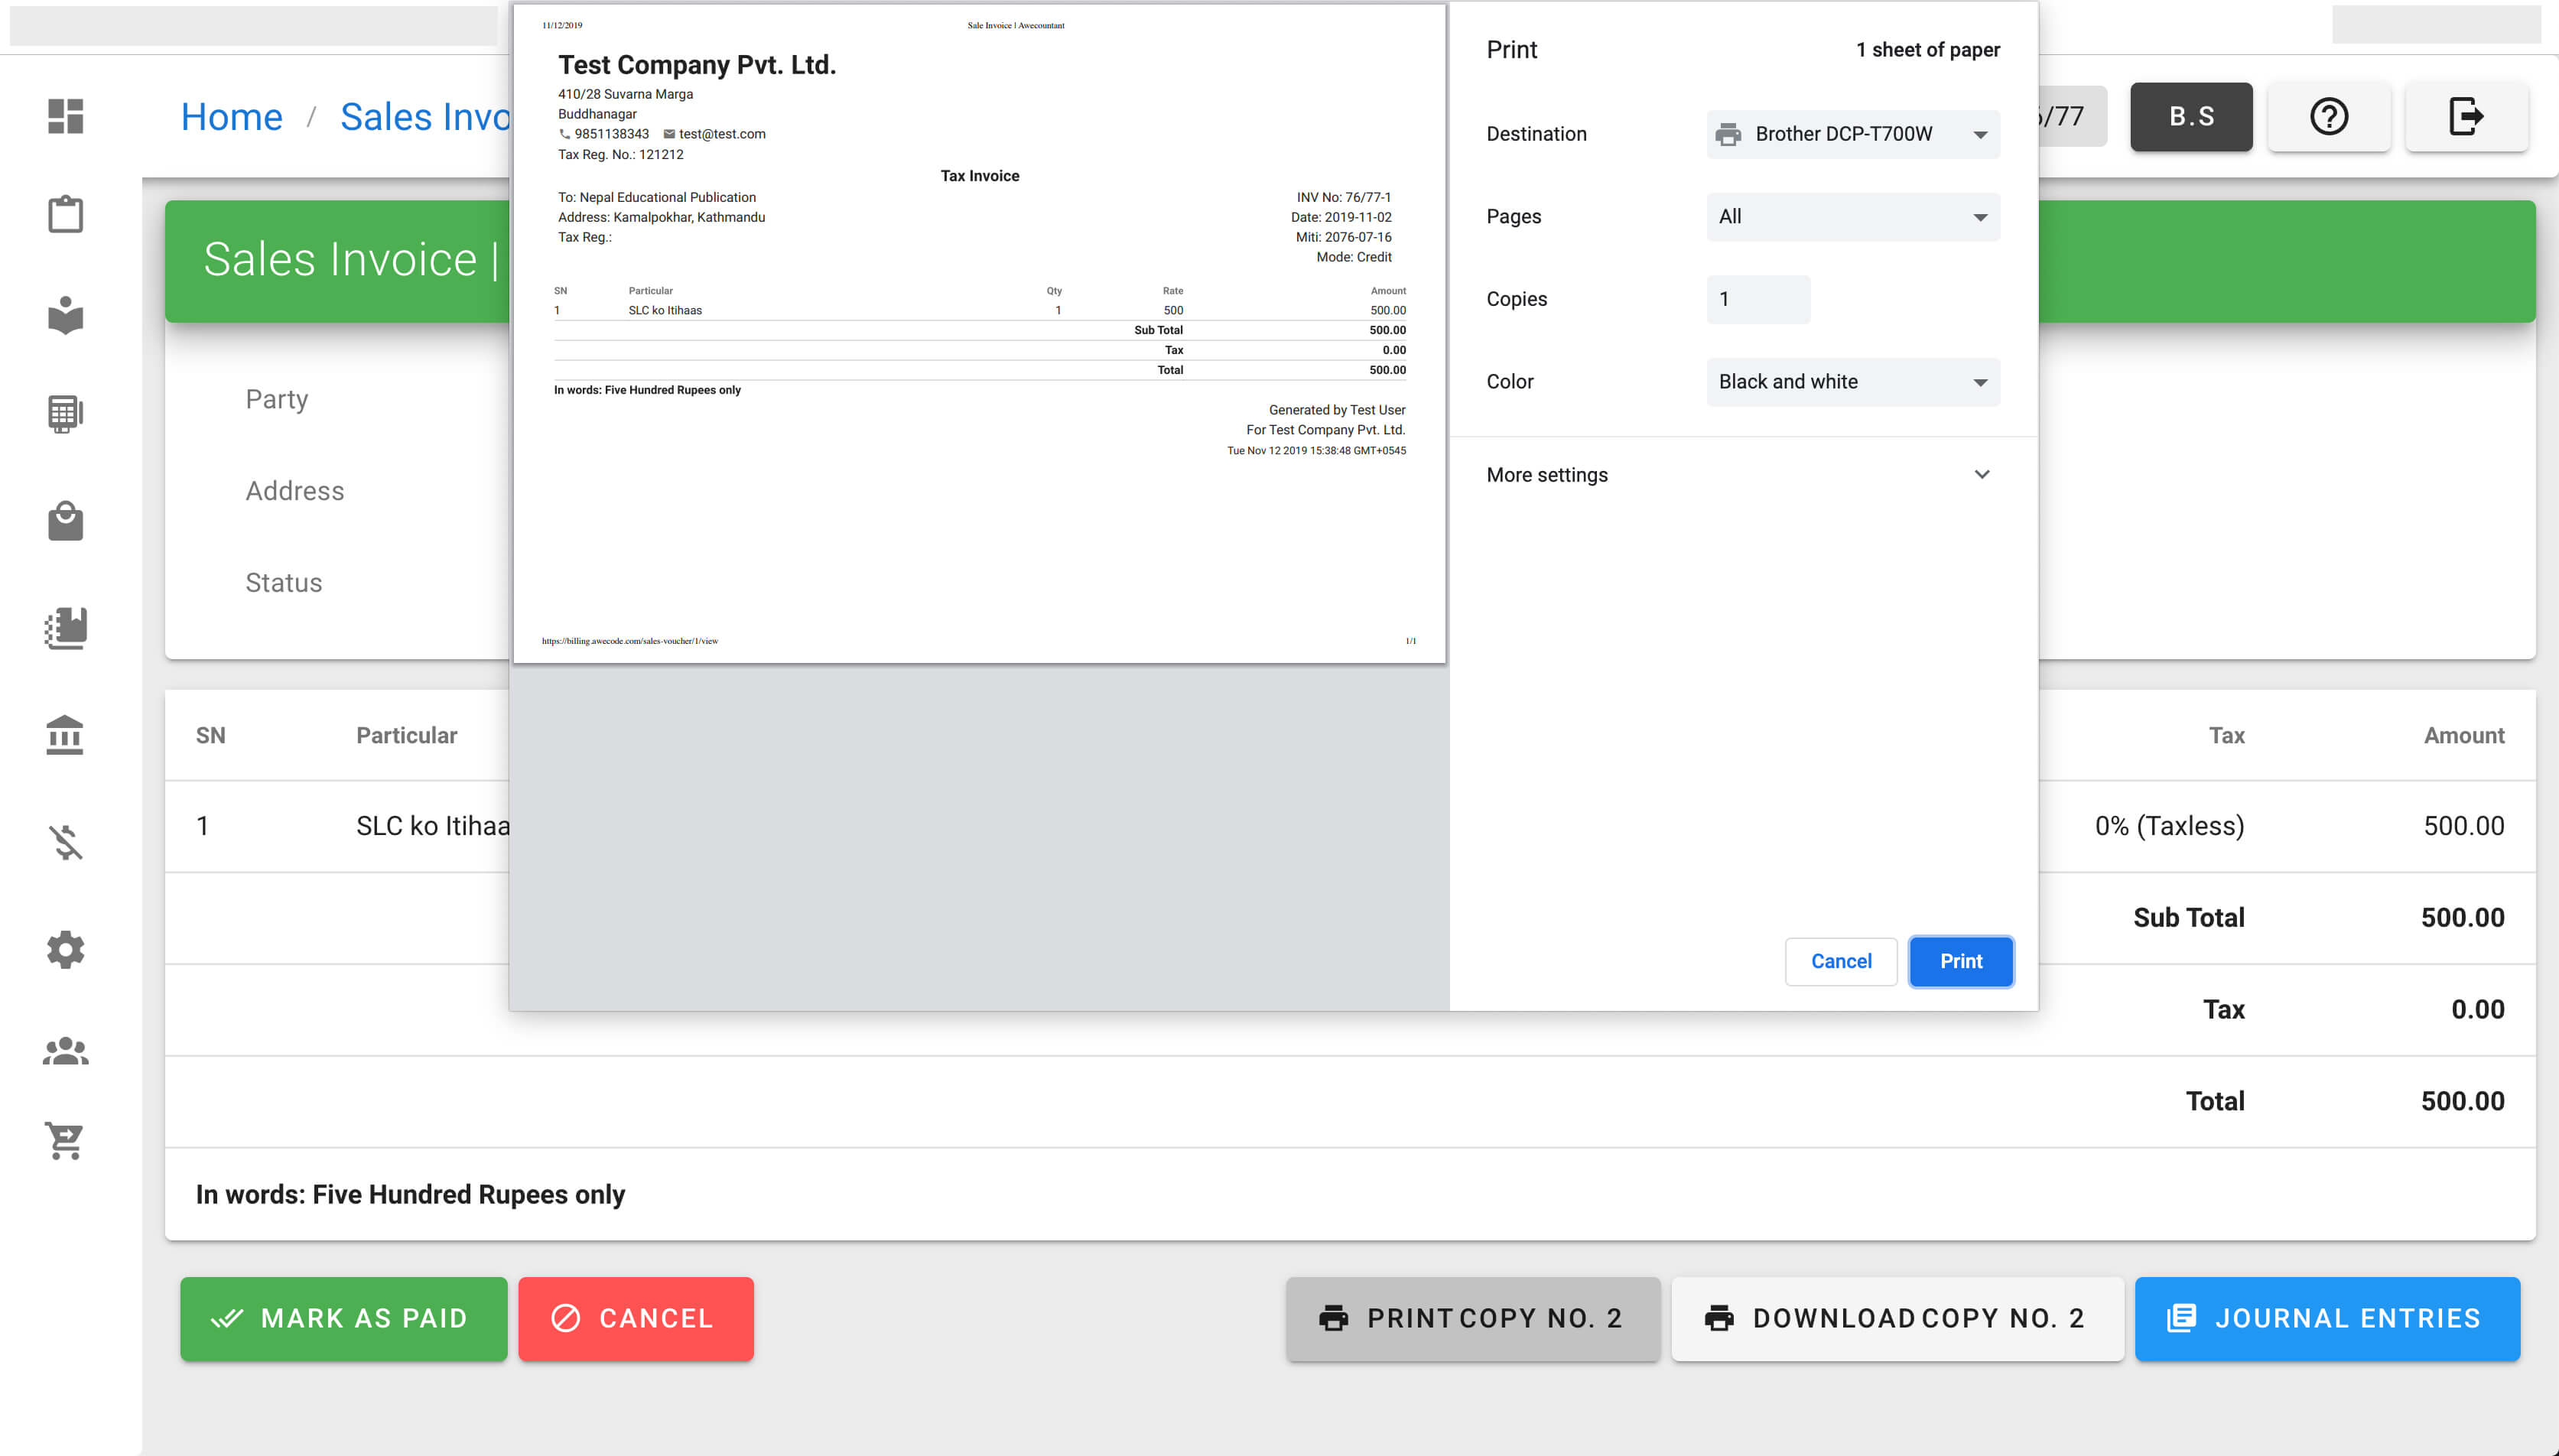 Home / Sales Invo
6/77
B.S
Sales Invoice |
Party
Address
Status
11/12/2019
Sale Invoice | Awecountant
Test Company Pvt. Ltd.
410/28 Suvarna Marga
Buddhanagar
9851138343 test@test.com
Tax Reg. No.: 121212
Tax Invoice
To: Nepal Educational Publication
Address: Kamalpokhar, Kathmandu
Tax Reg.:
INV No: 76/77-1
Date: 2019-11-02
Miti: 2076-07-16
Mode: Credit
SN Particular Qty Rate Amount
1 SLC ko Itihaas 1 500 500.00
Sub Total 500.00
Tax 0.00
Total 500.00
In words: Five Hundred Rupees only
Generated by Test User
For Test Company Pvt. Ltd.
Tue Nov 12 2019 15:38:48 GMT+0545
https://billing.awecode.com/sales-voucher/1/view
1/1
Print
1 sheet of paper
Destination Brother DCP-T700W
Pages All
Copies 1
Color Black and white
More settings
Cancel Print
SN Particular Tax Amount
1 SLC ko Itihaa 0% (Taxless) 500.00
Sub Total 500.00
Tax 0.00
Total 500.00
In words: Five Hundred Rupees only
MARK AS PAID
CANCEL
PRINT COPY NO. 2
DOWNLOAD COPY NO. 2
JOURNAL ENTRIES